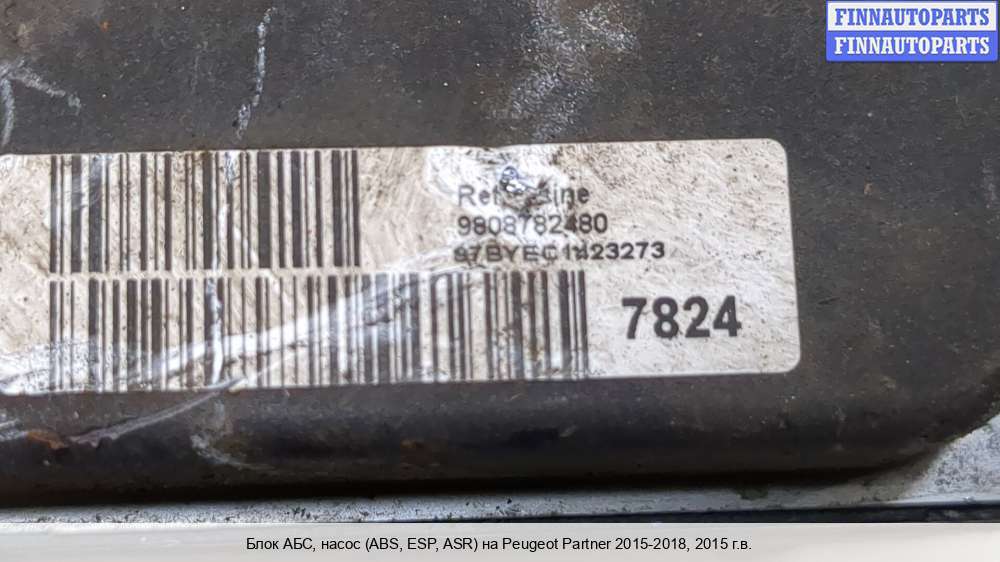 FINNAUTOPARTS
FINNAUTOPARTS
9808782480
7824
Блок АБС, насос (ABS, ESP, ASR) на Peugeot Partner 2015-2018, 2015 г.в.